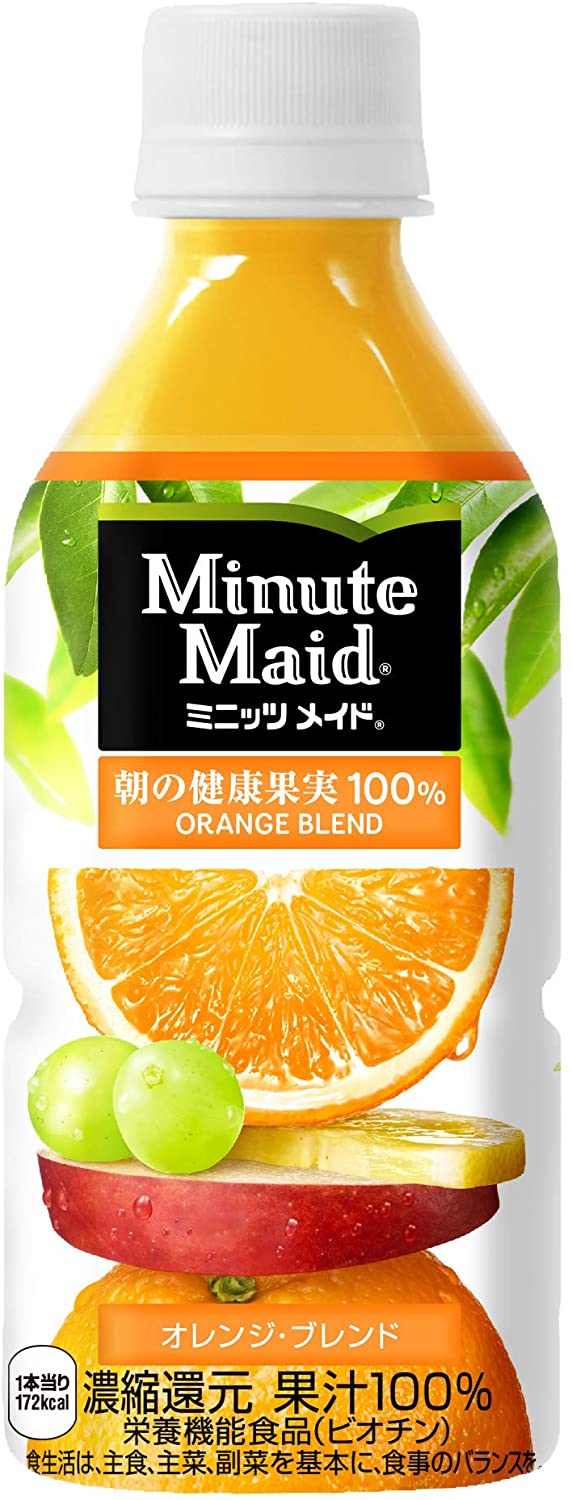 Minute
Maid®
ミニッツ メイド®
朝の健康果実100%
ORANGE BLEND
オレンジ・ブレンド
1本当り
172kcal
濃縮還元 果汁100%
栄養機能食品(ビオチン)
食生活は、主食、主菜、副菜を基本に、食事のバランスを。